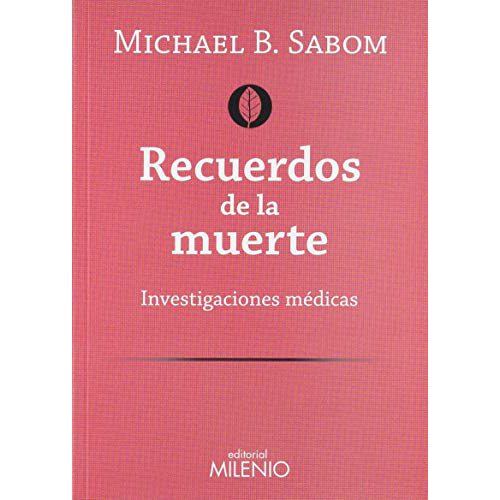 MICHAEL B. SABOM
Recuerdos
de la
muerte
Investigaciones médicas
editorial
MILENIO